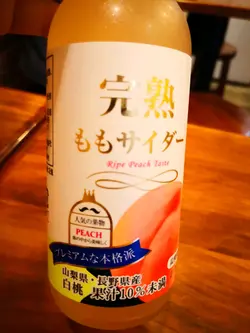 完熟
ももサイダー
Ripe Peach Taste
人気の果物
PEACH
プレミアムな本格派
山梨県・長野県産
白桃 果汁10%未満